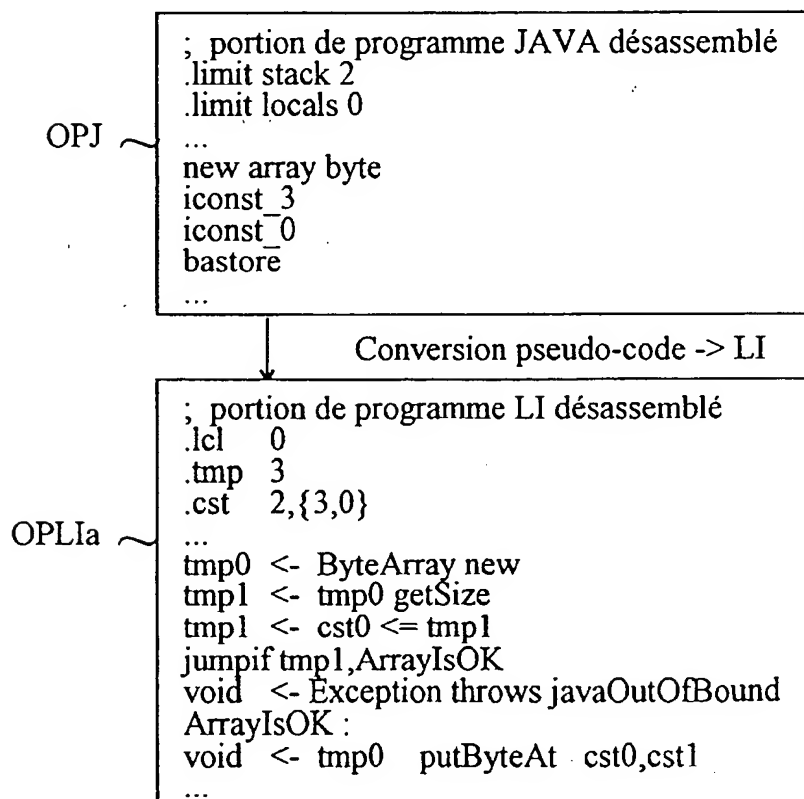 ; portion de programme JAVA désassemblé
.limit stack 2
.limit locals 0
OPJ
...
new array byte
iconst_3
iconst_0
bastore
...
Conversion pseudo-code -> LI
; portion de programme LI désassemblé
.lcl 0
.tmp 3
.cst 2,{3,0}
OPLIa
...
tmp0 <- ByteArray new
tmp1 <- tmp0 getSize
tmp1 <- cst0 <= tmp1
jumpif tmp1,ArrayIsOK
void <- Exception throws javaOutOfBound
ArrayIsOK :
void <- tmp0 putByteAt cst0,cst1
...